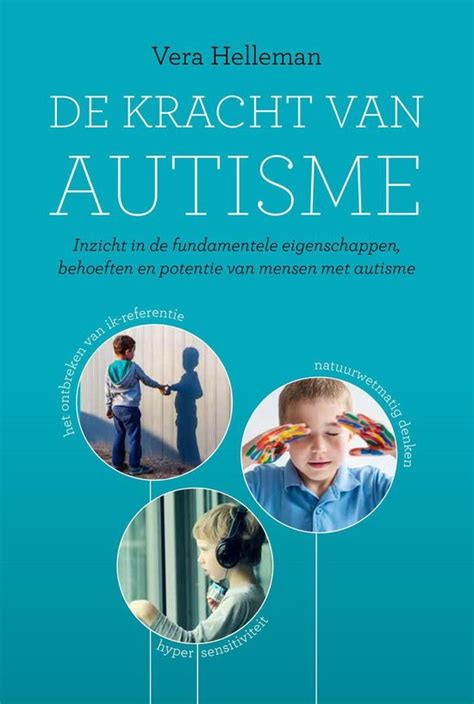 Vera Helleman
DE KRACHT VAN
AUTISME
Inzicht in de fundamentele eigenschappen,
behoeften en potentie van mensen met autisme
het ontbreken van ik-referentie
natuurwetmatig denken
hyper sensitiviteit